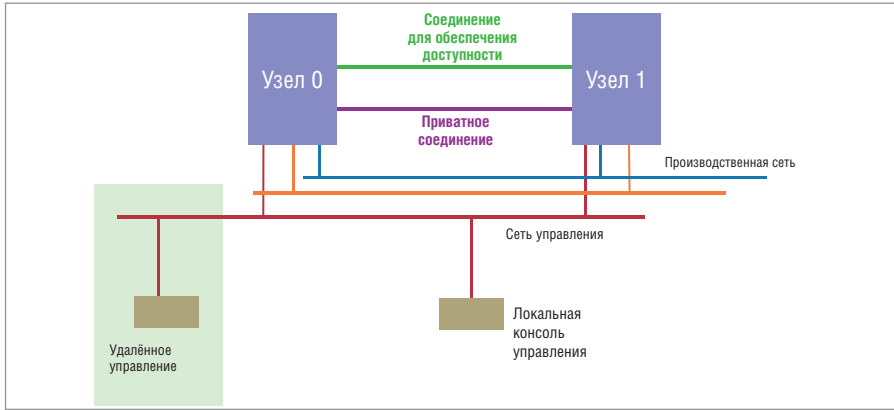 Соединение
для обеспечения
доступности
Узел 0
Узел 1
Приватное
соединение
Производственная сеть
Сеть управления
Локальная
консоль
управления
Удалённое
управление